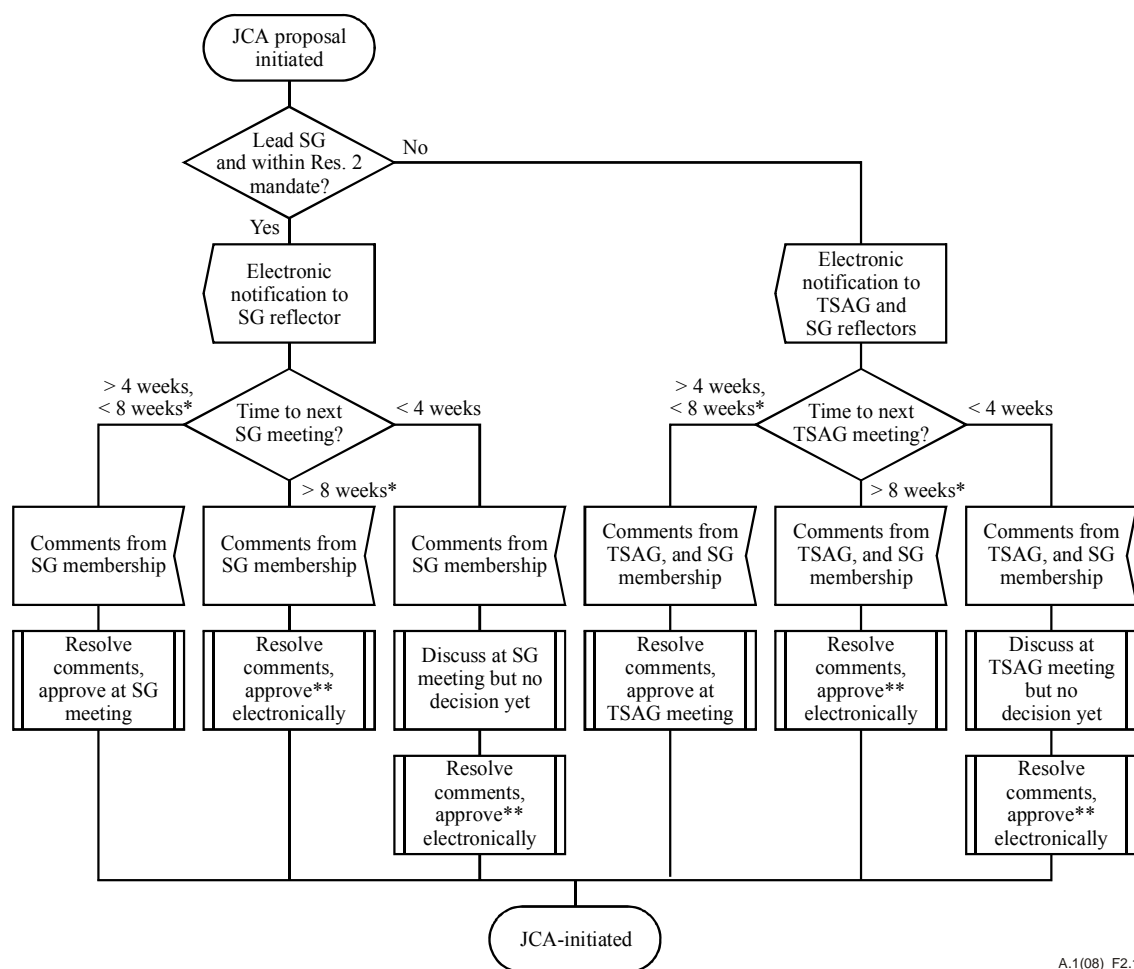 JCA proposal
initiated
Lead SG
and within Res. 2
mandate?
No
Yes
Electronic
notification to
SG reflector
Electronic
notification to
TSAG and
SG reflectors
> 4 weeks,
< 8 weeks*
Time to next
SG meeting?
< 4 weeks
> 8 weeks*
> 4 weeks,
< 8 weeks*
Time to next
TSAG meeting?
< 4 weeks
> 8 weeks*
Comments from
SG membership
Comments from
SG membership
Comments from
SG membership
Comments from
TSAG, and SG
membership
Comments from
TSAG, and SG
membership
Comments from
TSAG, and SG
membership
Resolve
comments,
approve at SG
meeting
Resolve
comments,
approve**
electronically
Discuss at SG
meeting but no
decision yet
Resolve
comments,
approve at
TSAG meeting
Resolve
comments,
approve**
electronically
Discuss at
TSAG meeting
but no
decision yet
Resolve
comments,
approve**
electronically
Resolve
comments,
approve**
electronically
JCA-initiated